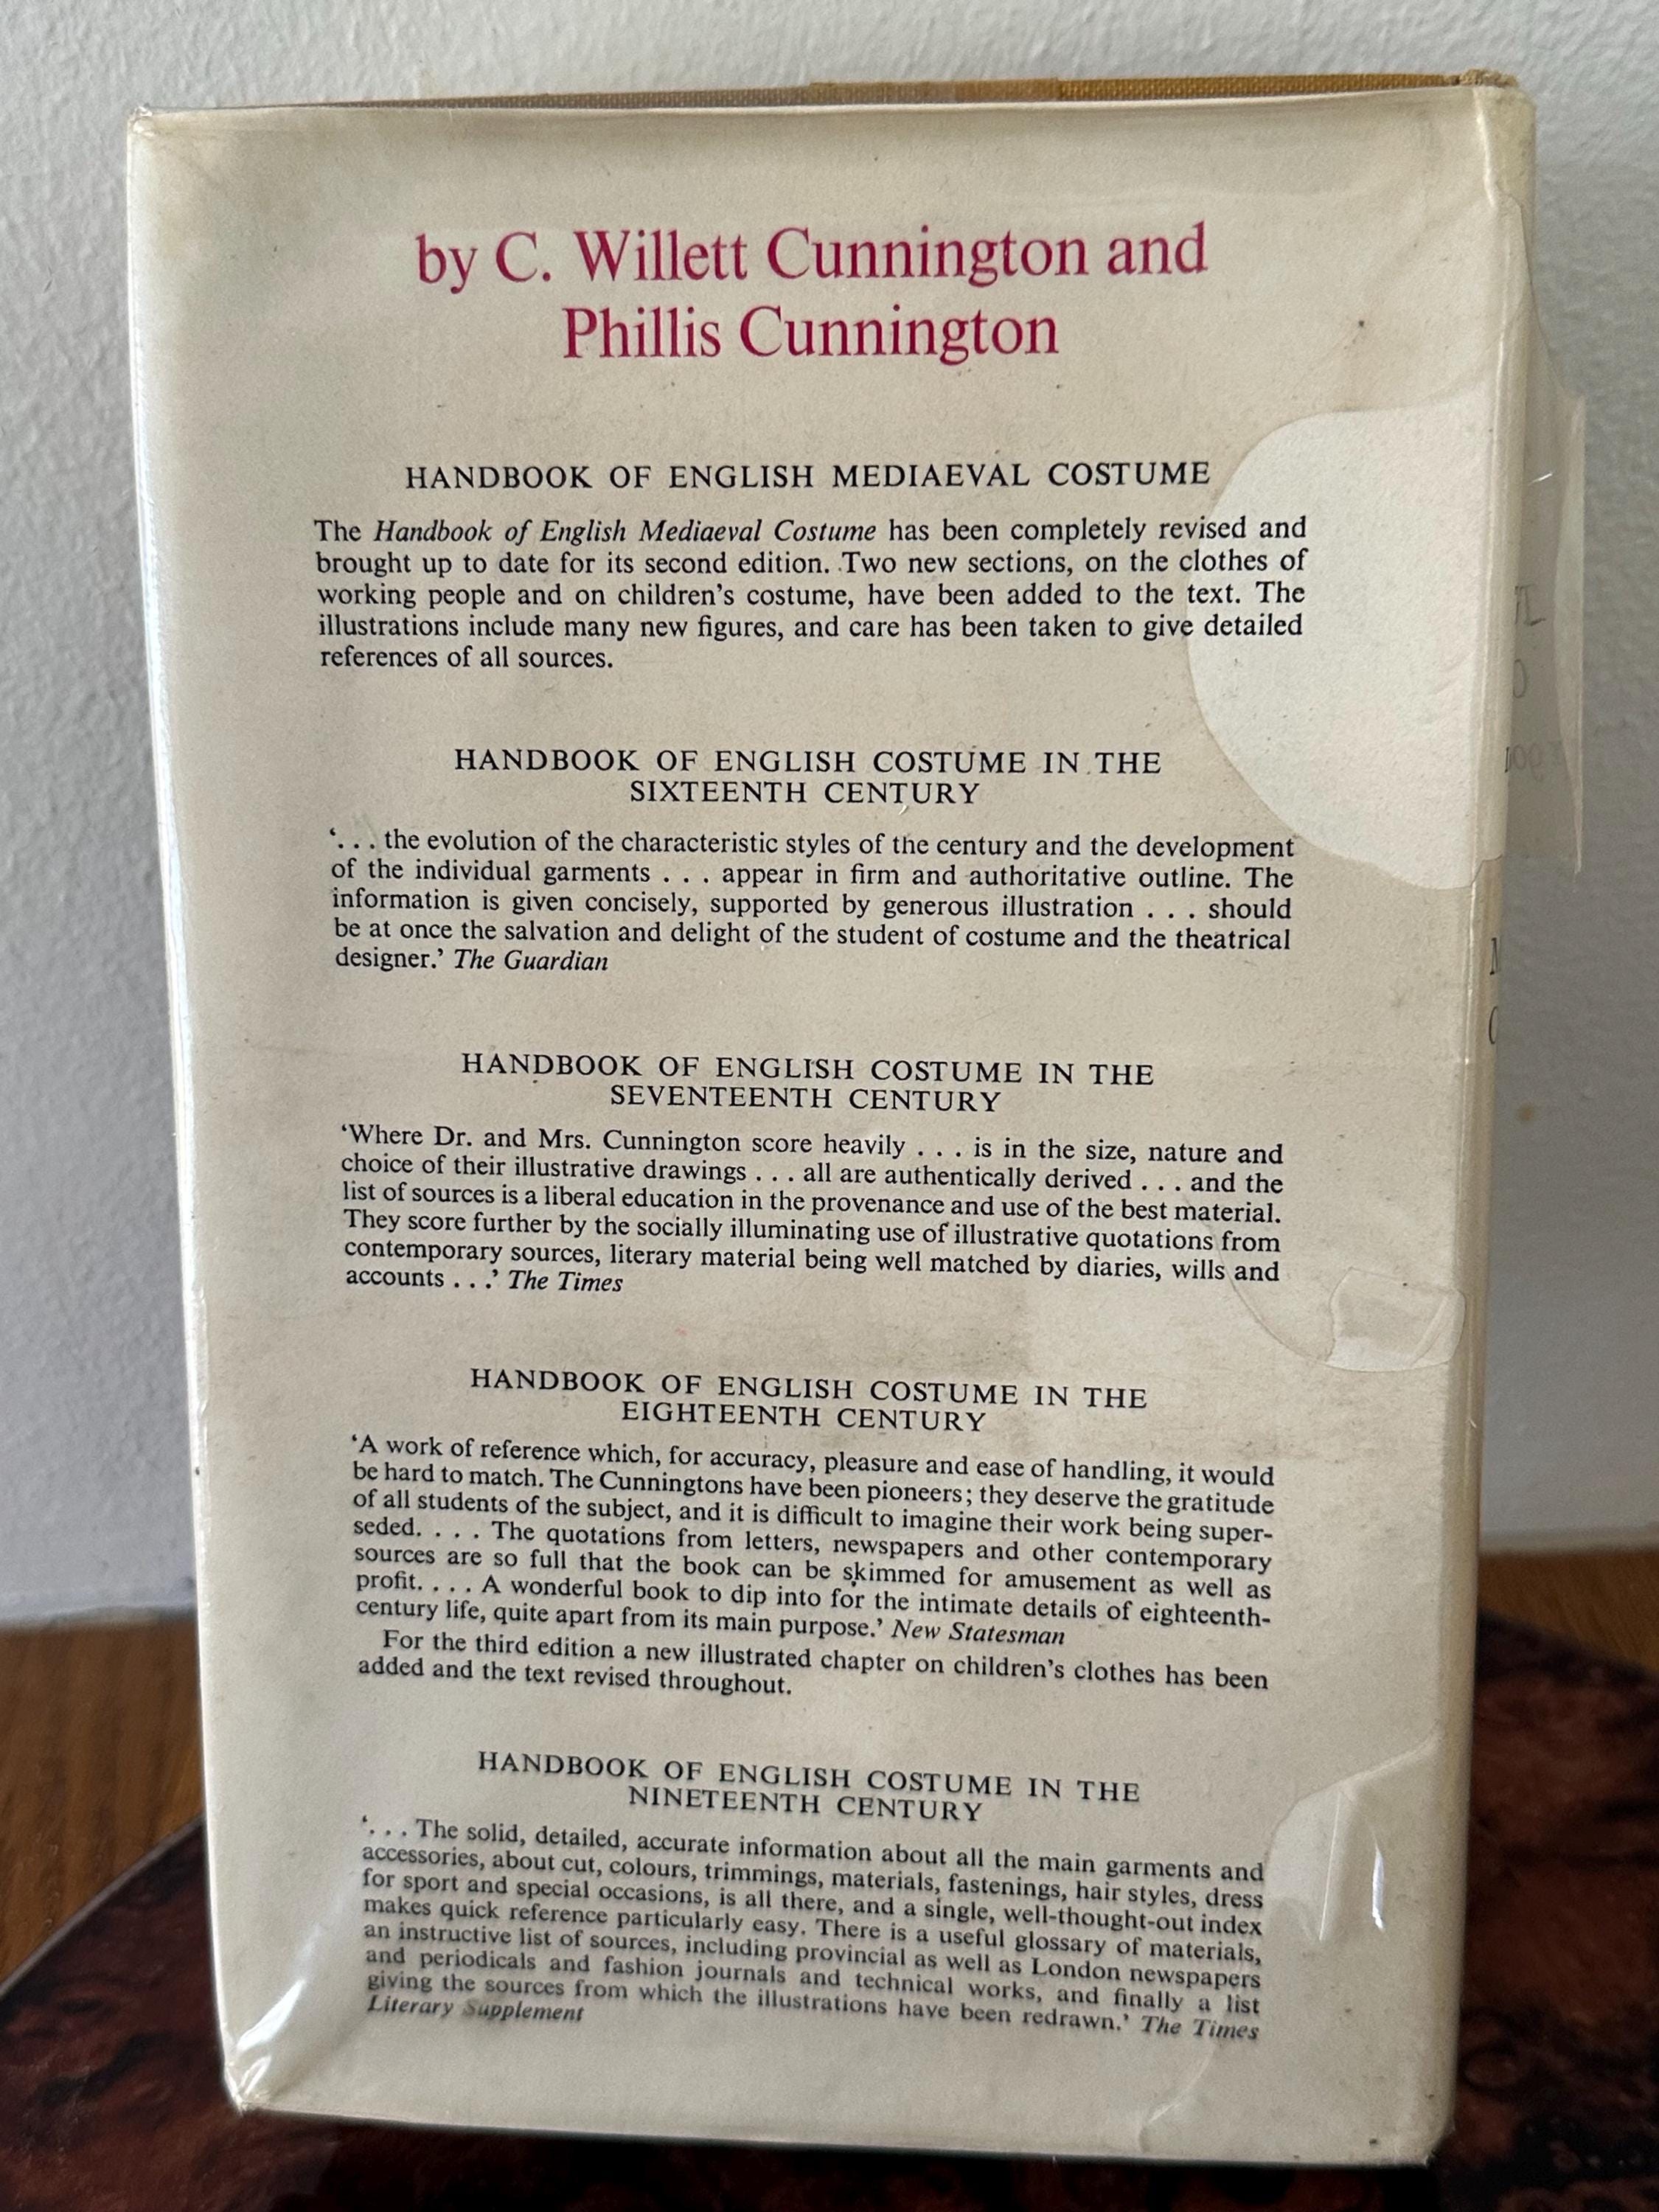 by C. Willett Cunnington and
Phillis Cunnington
HANDBOOK OF ENGLISH MEDIAEVAL COSTUME
The Handbook of English Mediaeval Costume has been completely revised and
brought up to date for its second edition. Two new sections, on the clothes of
working people and on children's costume, have been added to the text. The
illustrations include many new figures, and care has been taken to give detailed
references of all sources.
HANDBOOK OF ENGLISH COSTUME IN THE
SIXTEENTH CENTURY
‘. . . the evolution of the characteristic styles of the century and the development
of the individual garments . . . appear in firm and authoritative outline. The
information is given concisely, supported by generous illustration . . . should
be at once the salvation and delight of the student of costume and the theatrical
designer.’ The Guardian
HANDBOOK OF ENGLISH COSTUME IN THE
SEVENTEENTH CENTURY
‘Where Dr. and Mrs. Cunnington score heavily . . . is in the size, nature and
choice of their illustrative drawings . . . all are authentically derived . . . and the
list of sources is a liberal education in the provenance and use of the best material.
They score further by the socially illuminating use of illustrative quotations from
contemporary sources, literary material being well matched by diaries, wills and
accounts . . .’ The Times
HANDBOOK OF ENGLISH COSTUME IN THE
EIGHTEENTH CENTURY
‘A work of reference which, for accuracy, pleasure and ease of handling, it would
be hard to match. The Cunningtons have been pioneers; they deserve the gratitude
of all students of the subject, and it is difficult to imagine their work being super-
seded. . . . The quotations from letters, newspapers and other contemporary
sources are so full that the book can be skimmed for amusement as well as
profit. . . . A wonderful book to dip into for the intimate details of eighteenth-
century life, quite apart from its main purpose.’ New Statesman
For the third edition a new illustrated chapter on children's clothes has been
added and the text revised throughout.
HANDBOOK OF ENGLISH COSTUME IN THE
NINETEENTH CENTURY
‘. . . The solid, detailed, accurate information about all the main garments and
accessories, about cut, colours, trimmings, materials, fastenings, hair styles, dress
for sport and special occasions, is all there, and a single, well-thought-out index
makes quick reference particularly easy. There is a useful glossary of materials,
an instructive list of sources, including provincial as well as London newspapers
and periodicals and fashion journals and technical works, and finally a list
giving the sources from which the illustrations have been redrawn.’ The Times
Literary Supplement